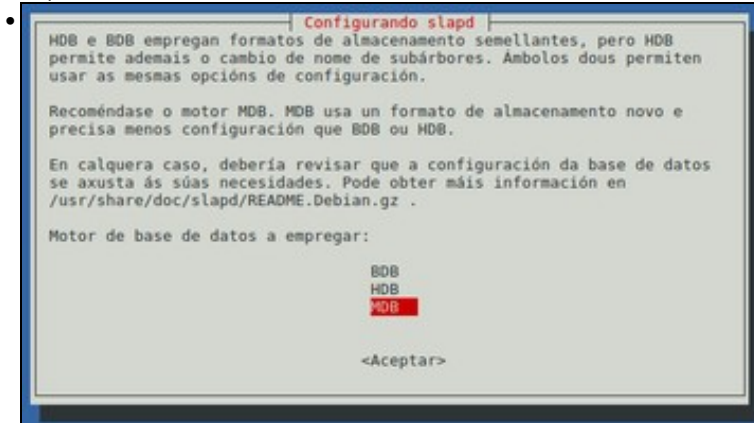 Configurando slapd
HDB e BDB empregan formatos de almacenamento semellantes, pero HDB
permite ademais o cambio de nome de subárbores. Ámbolos dous permiten
usar as mesmas opcións de configuración.
Recoméndase o motor MDB. MDB usa un formato de almacenamento novo e
precisa menos configuración que BDB ou HDB.
En calquera caso, debería revisar que a configuración da base de datos
se axusta ás súas necesidades. Pode obter máis información en
/usr/share/doc/slapd/README.Debian.gz .
Motor de base de datos a empregar:
BDB
HDB
MDB
<Aceptar>